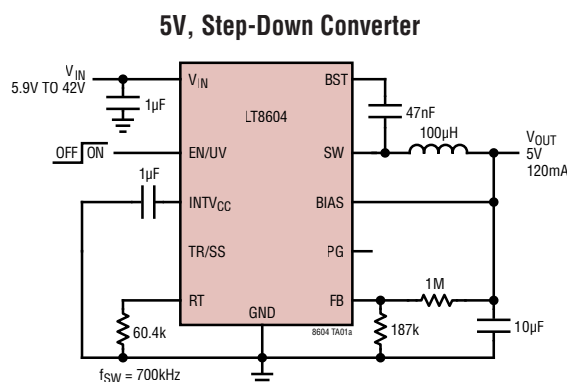 5V, Step-Down Converter
VIN
5.9V TO 42V
1µF
VIN
BST
LT8604
47nF
100µH
OFF ON
EN/UV
SW
VOUT
5V
120mA
1µF
INTVCC
BIAS
TR/SS
PG
1M
RT
FB
GND
60.4k
187k
10µF
8604 TA01a
fSW = 700kHz